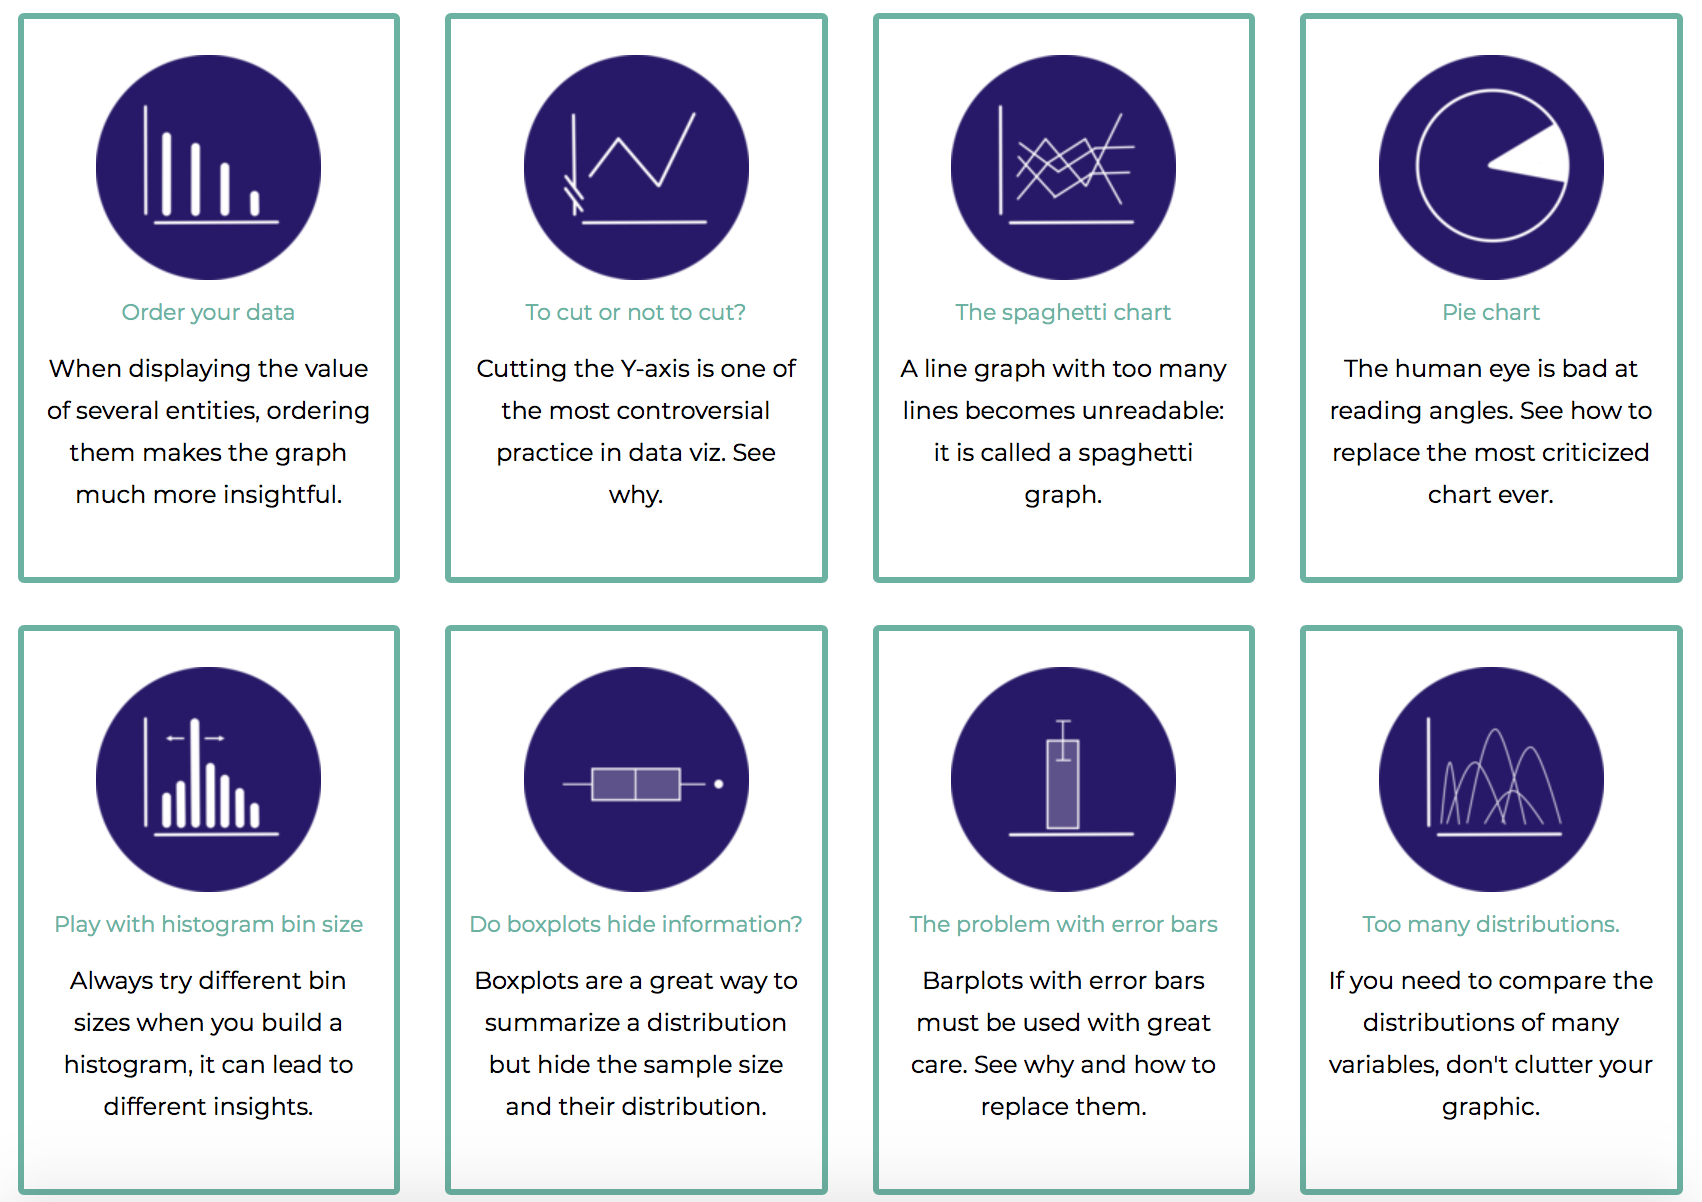 Order your data
When displaying the value
of several entities, ordering
them makes the graph
much more insightful.
To cut or not to cut?
Cutting the Y-axis is one of
the most controversial
practice in data viz. See
why.
The spaghetti chart
A line graph with too many
lines becomes unreadable:
it is called a spaghetti
graph.
Pie chart
The human eye is bad at
reading angles. See how to
replace the most criticized
chart ever.
Play with histogram bin size
Always try different bin
sizes when you build a
histogram, it can lead to
different insights.
Do boxplots hide information?
Boxplots are a great way to
summarize a distribution
but hide the sample size
and their distribution.
The problem with error bars
Barplots with error bars
must be used with great
care. See why and how to
replace them.
Too many distributions.
If you need to compare the
distributions of many
variables, don't clutter your
graphic.